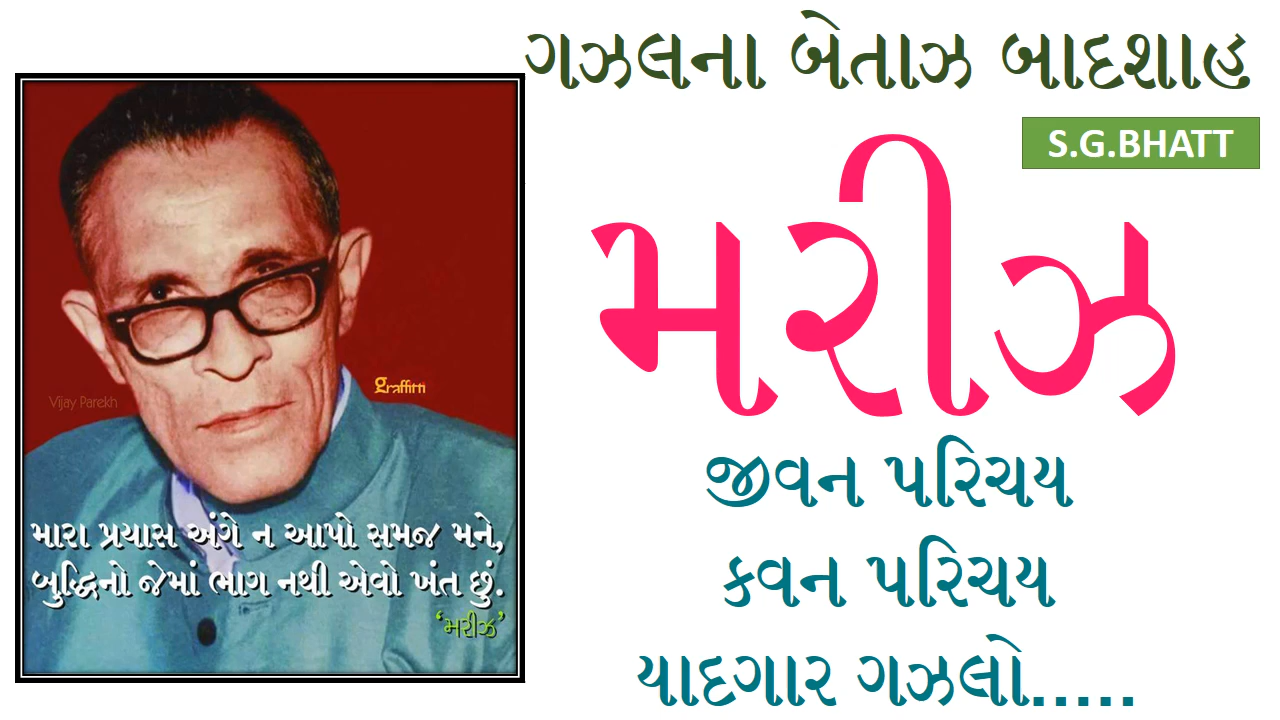 ગઝલના બેતાઝ બાદશાહ
S.G.BHATT
મરીઝ
જીવન પરિચય
કવન પરિચય
યાદગાર ગઝલો.....
Vijay Parekh
graffitti
મારા પ્રયાસ અંગે ન આપો સમજ મને,
બુદ્ધિનો જેમાં ભાગ નથી એવો ખંત છું.
‘મરીઝ’